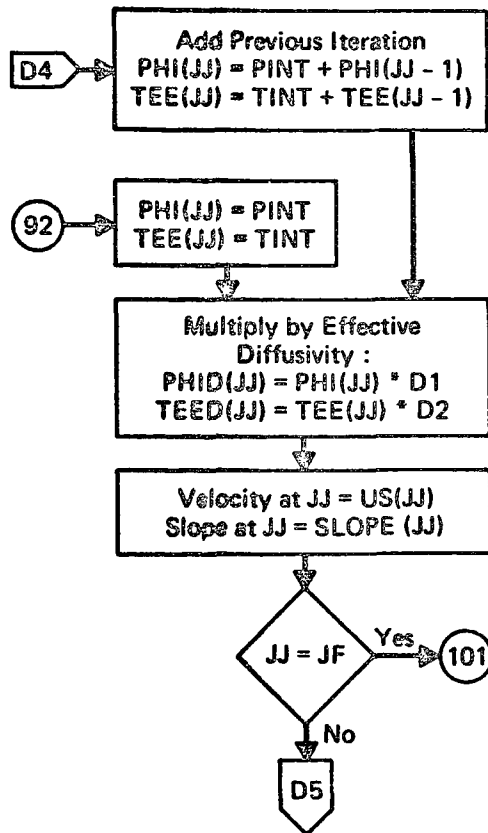 D4
Add Previous Iteration
PHI(JJ) = PINT + PHI(JJ - 1)
TEE(JJ) = TINT + TEE(JJ - 1)
92
PHI(JJ) = PINT
TEE(JJ) = TINT
Multiply by Effective
Diffusivity :
PHID(JJ) = PHI(JJ) * D1
TEED(JJ) = TEE(JJ) * D2
Velocity at JJ = US(JJ)
Slope at JJ = SLOPE (JJ)
JJ = JF
Yes
101
No
D5